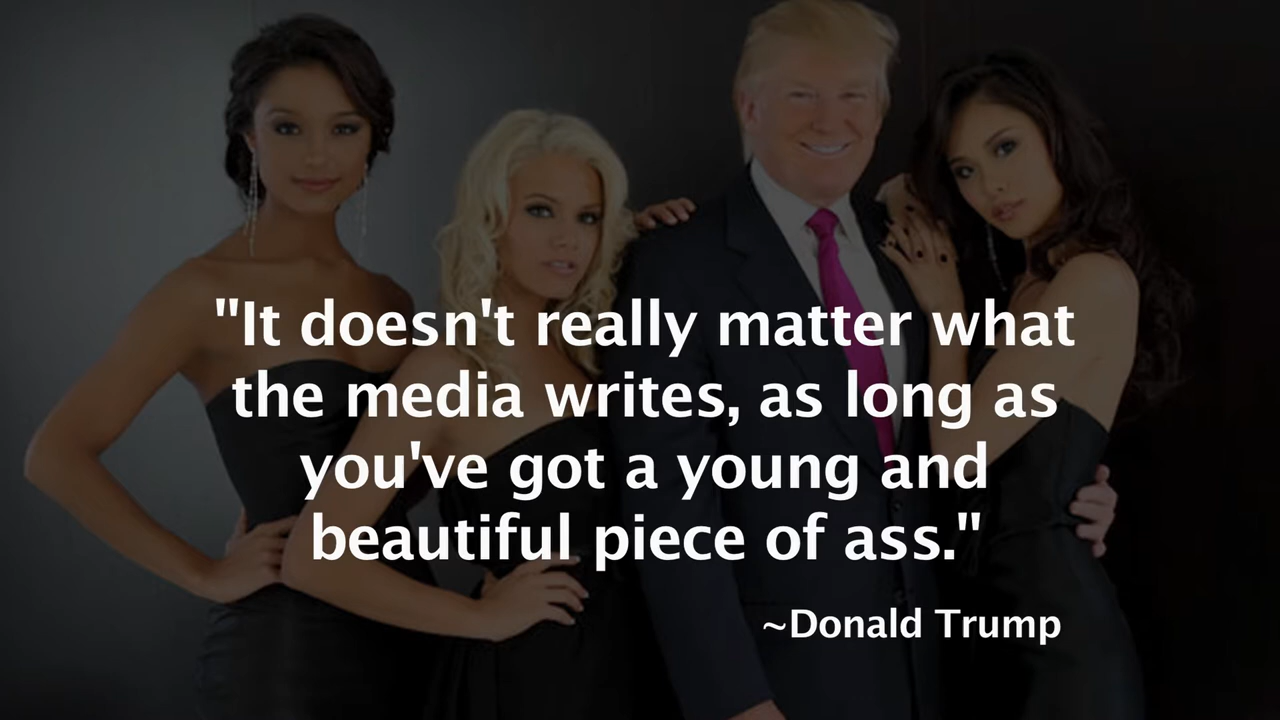 "It doesn't really matter what
the media writes, as long as
you've got a young and
beautiful piece of ass."
~Donald Trump